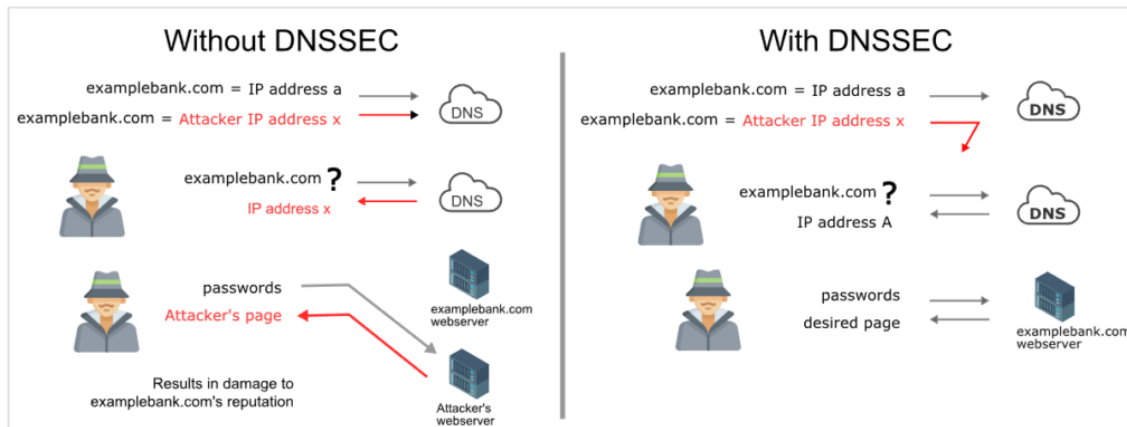 Without DNSSEC
examplebank.com = IP address a
DNS
examplebank.com = Attacker IP address x
examplebank.com ?
IP address x
DNS
passwords
Attacker's page
examplebank.com
webserver
Results in damage to
examplebank.com's reputation
Attacker's
webserver
With DNSSEC
examplebank.com = IP address a
DNS
examplebank.com = Attacker IP address x
examplebank.com ?
IP address A
DNS
passwords
desired page
examplebank.com
webserver